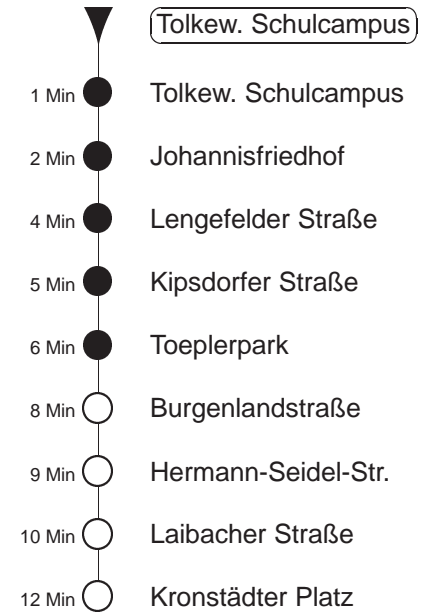 Tolkew. Schulcampus
1 Min Tolkew. Schulcampus
2 Min Johannisfriedhof
4 Min Lengefelder Straße
5 Min Kipsdorfer Straße
6 Min Toeplerpark
8 Min Burgenlandstraße
9 Min Hermann-Seidel-Str.
10 Min Laibacher Straße
12 Min Kronstädter Platz